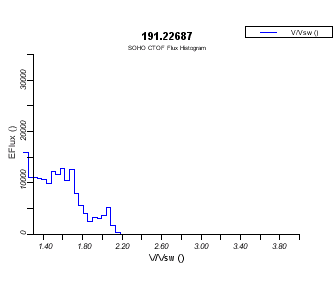 191.22687
SOHO CTOF Flux Histogram
V/Vsw ()
EFlux ()
30000
20000
10000
0
1.40 1.80 2.20 2.60 3.00 3.40 3.80
V/Vsw ()